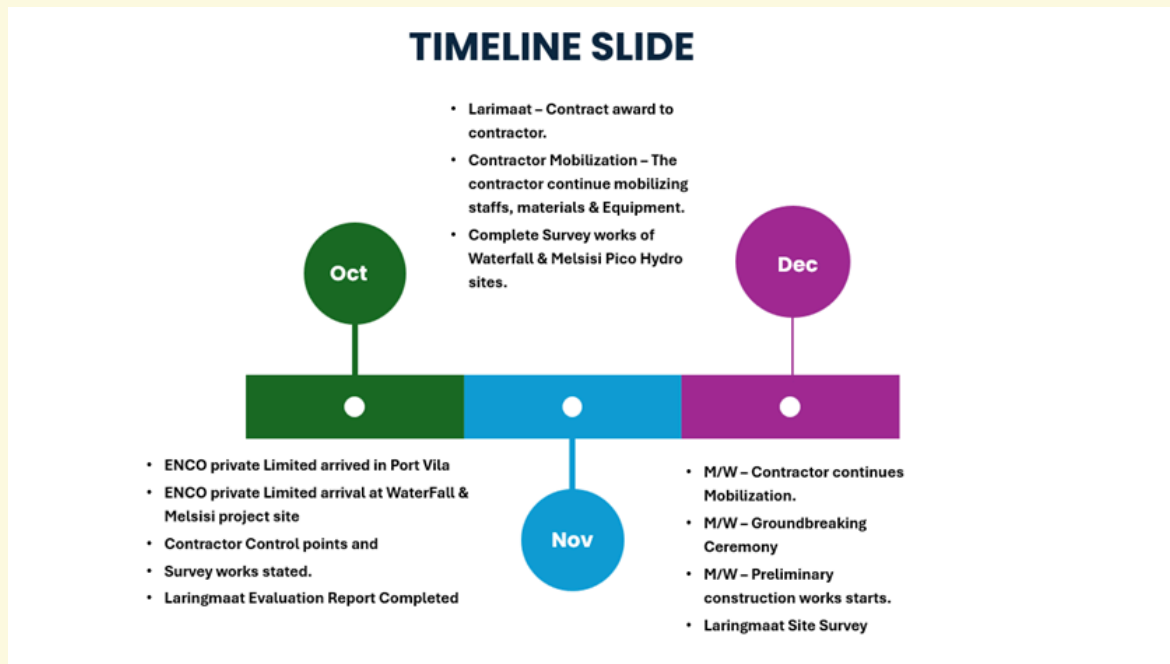 TIMELINE SLIDE
• Larimaat – Contract award to
contractor.
• Contractor Mobilization – The
contractor continue mobilizing
staffs, materials & Equipment.
• Complete Survey works of
Waterfall & Melsisi Pico Hydro
sites.
Oct
Dec
• ENCO private Limited arrived in Port Vila
• ENCO private Limited arrival at WaterFall &
Melsisi project site
• Contractor Control points and
• Survey works stated.
• Laringmaat Evaluation Report Completed
Nov
• M/W – Contractor continues
Mobilization.
• M/W – Groundbreaking
Ceremony
• M/W – Preliminary
construction works starts.
• Laringmaat Site Survey